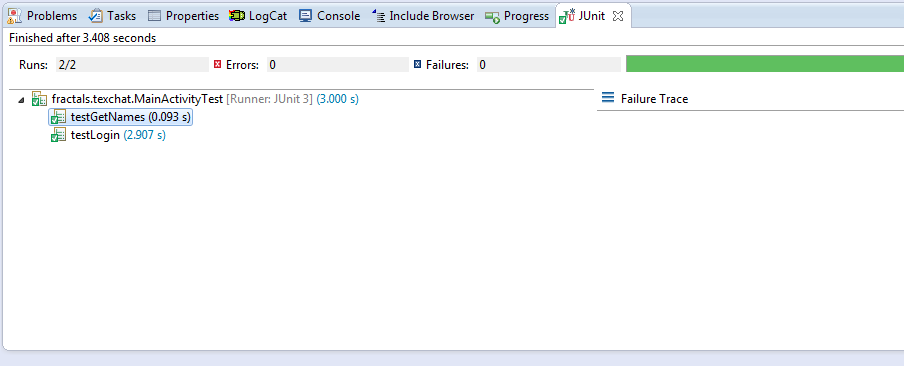 Problems Tasks Properties LogCat Console Include Browser Progress JUnit
Finished after 3.408 seconds
Runs: 2/2 Errors: 0 Failures: 0
fractals.texchat.MainActivityTest [Runner: JUnit 3] (3.000 s) Failure Trace
testGetNames (0.093 s)
testLogin (2.907 s)